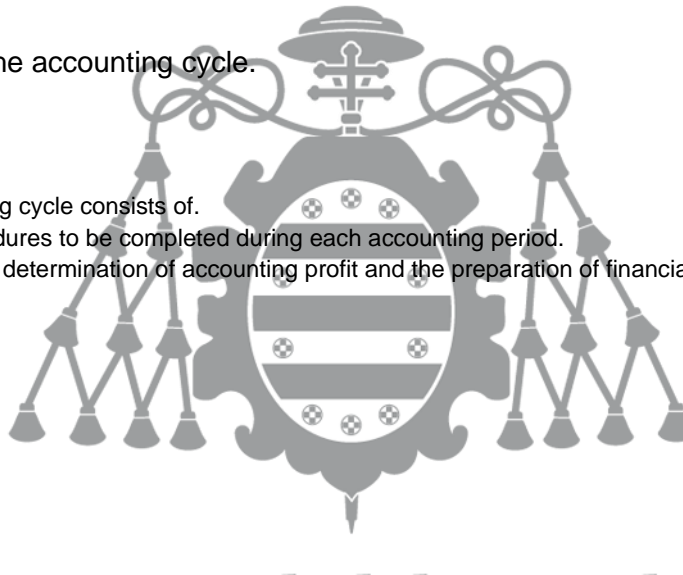 ne accounting cycle.
g cycle consists of.
dures to be completed during each accounting period.
determination of accounting profit and the preparation of financia